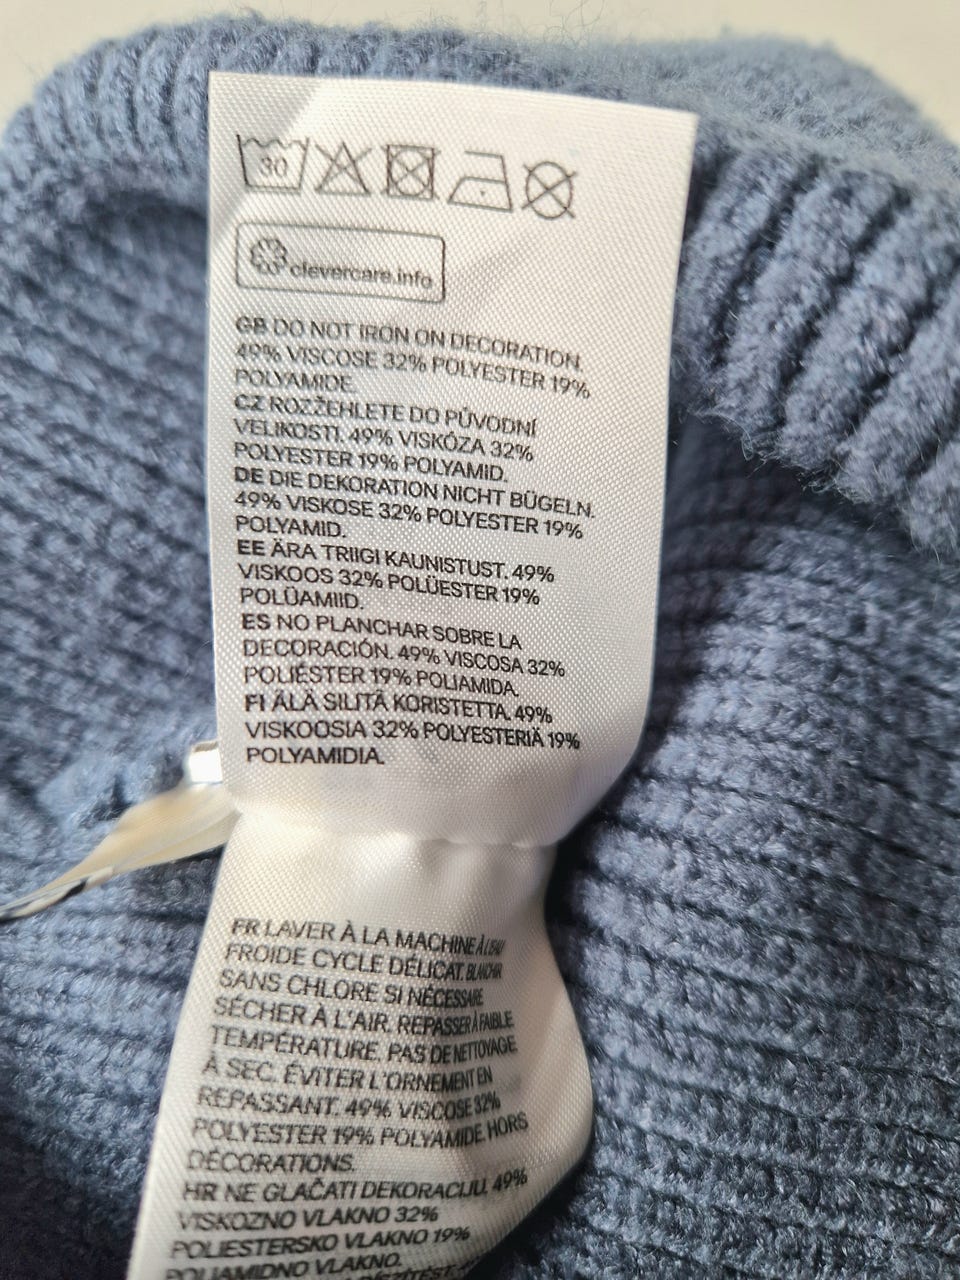 30
clevercare.info
GB DO NOT IRON ON DECORATION.
49% VISCOSE 32% POLYESTER 19%
POLYAMIDE.
CZ ROZŽEHLETE DO PŮVODNÍ
VELIKOSTI. 49% VISKÓZA 32%
POLYESTER 19% POLYAMID.
DE DIE DEKORATION NICHT BÜGELN.
49% VISKOSE 32% POLYESTER 19%
POLYAMID.
EE ÄRA TRIIGI KAUNISTUST. 49%
VISKOOS 32% POLÜESTER 19%
POLÜAMIID.
ES NO PLANCHAR SOBRE LA
DECORACIÓN. 49% VISCOSA 32%
POLIÉSTER 19% POLIAMIDA.
FI ÄLÄ SILITÄ KORISTETTA. 49%
VISKOOSIA 32% POLYESTERIÄ 19%
POLYAMIDIA.
FR LAVER À LA MACHINE À L'EAU
FROIDE CYCLE DÉLICAT. BLANCHIR
SANS CHLORE SI NÉCESSAIRE
SÉCHER À L'AIR. REPASSER À FAIBLE
TEMPÉRATURE. PAS DE NETTOYAGE
À SEC. ÉVITER L'ORNEMENT EN
REPASSANT. 49% VISCOSE 32%
POLYESTER 19% POLYAMIDE. HORS
DÉCORATIONS.
HR NE GLAČATI DEKORACIJU. 49%
VISKOZNO VLAKNO 32%
POLIESTERSKO VLAKNO 19%
POLIAMIDNO VLAKNO.